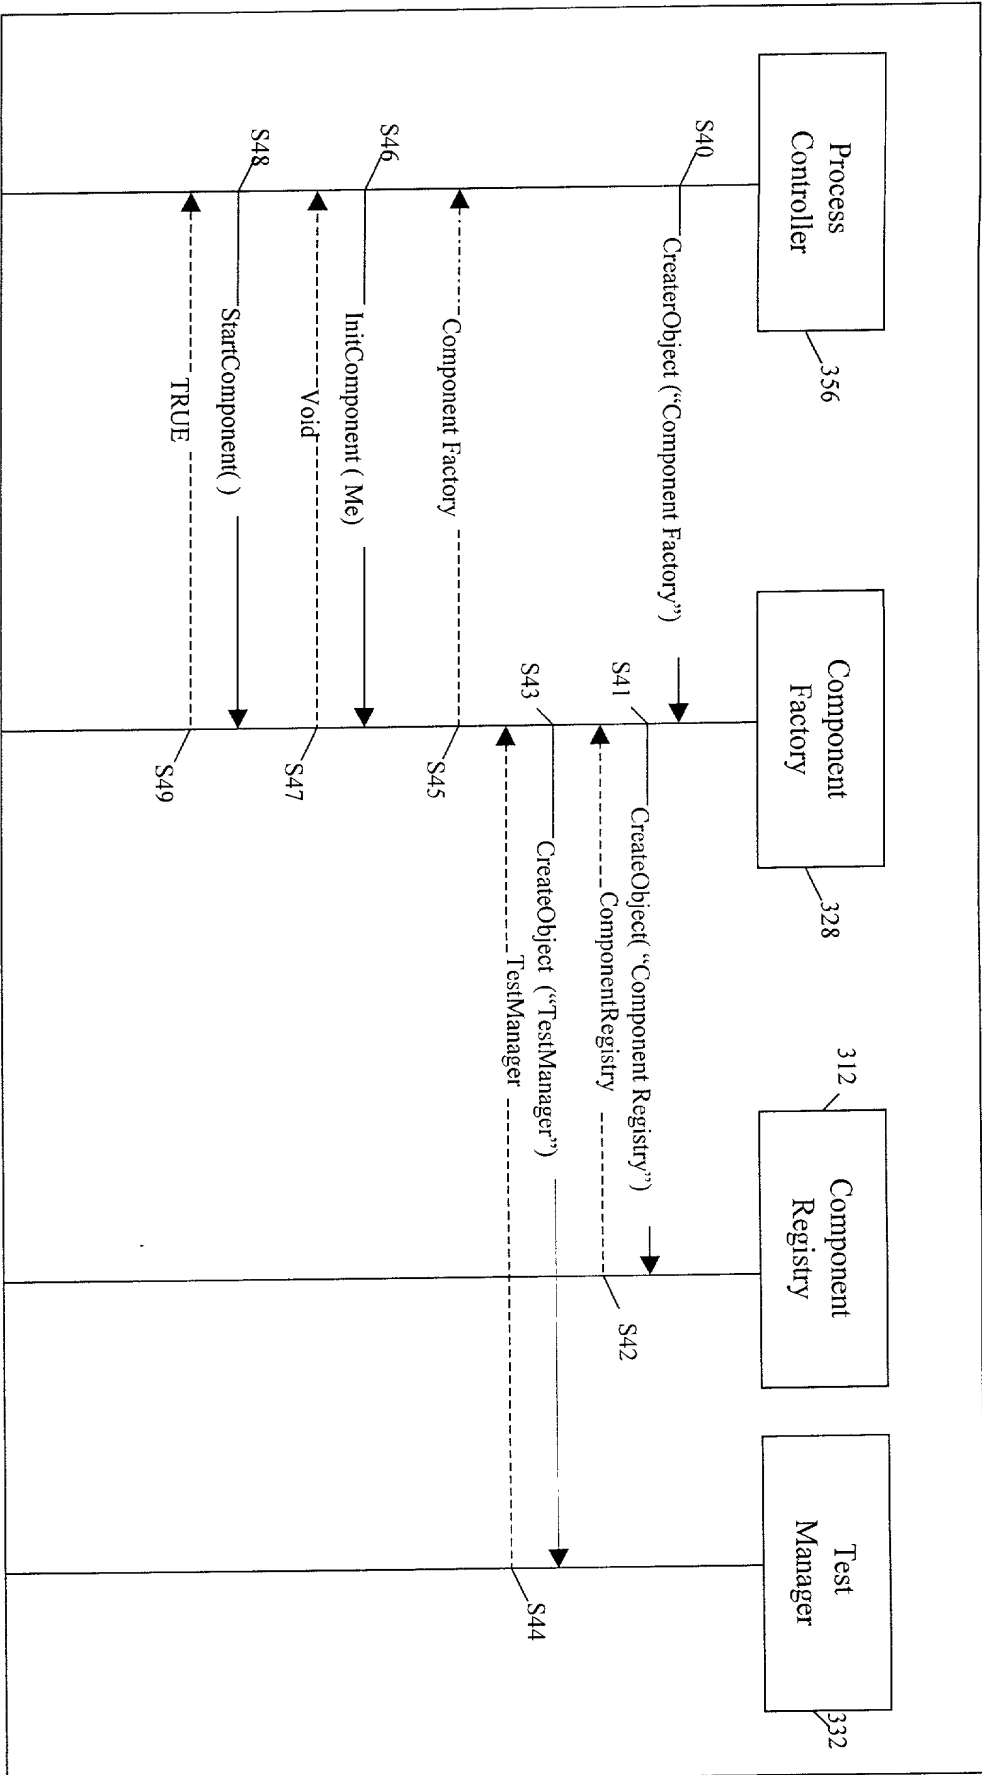 Process
Controller
356
Component
Factory
328
312
Component
Registry
Test
Manager
332
S40
CreaterObject (“Component Factory”)
S41
CreateObject( “Component Registry”)
ComponentRegistry
S42
S43
CreateObject (“TestManager”)
TestManager
S44
Component Factory
S45
S46
InitComponent ( Me)
Void
S47
S48
StartComponent( )
TRUE
S49